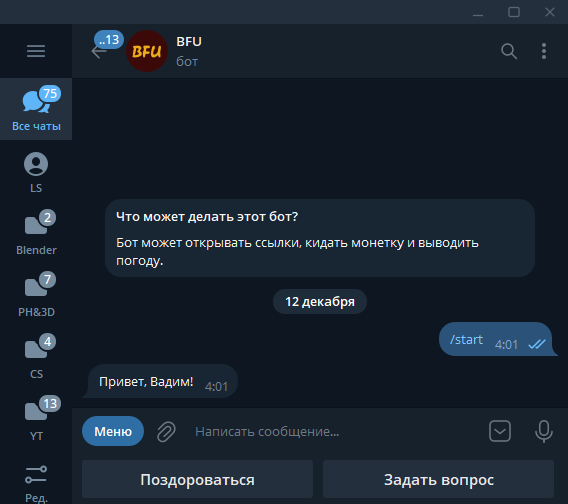 ..13
BFU
BFU
бот
75
Все чаты
LS
2
Blender
7
PH&3D
4
CS
13
YT
Ред.
Что может делать этот бот?
Бот может открывать ссылки, кидать монетку и выводить
погоду.
12 декабря
/start 4:01
Привет, Вадим! 4:01
Меню
Написать сообщение...
Поздороваться
Задать вопрос